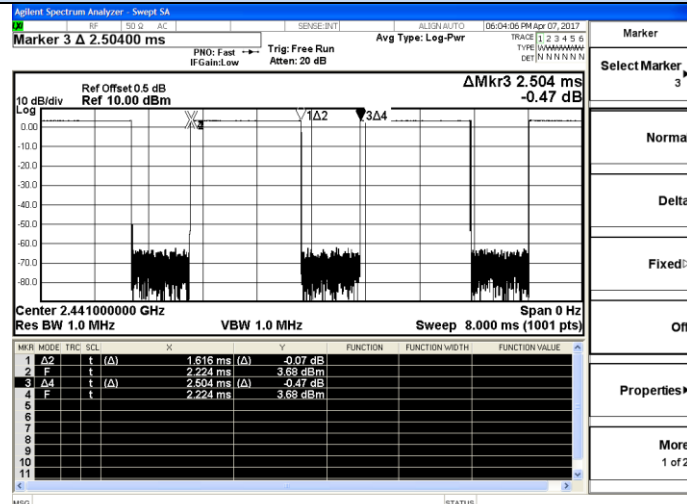 Agilent Spectrum Analyzer - Swept SA
LXI RF 50 Ω AC SENSE:INT ALIGN AUTO 06:04:06 PM Apr 07, 2017
Marker 3 Δ 2.50400 ms
PNO: Fast
IFGain:Low
Trig: Free Run
Atten: 20 dB
Avg Type: Log-Pwr
TRACE 1 2 3 4 5 6
TYPE WWWWWW
DET N N N N N N
ΔMkr3 2.504 ms
-0.47 dB
Ref Offset 0.5 dB
10 dB/div Ref 10.00 dBm
Log
1Δ2 3Δ4
0.00
-10.0
-20.0
-30.0
-40.0
-50.0
-60.0
-70.0
-80.0
Center 2.441000000 GHz Span 0 Hz
Res BW 1.0 MHz VBW 1.0 MHz Sweep 8.000 ms (1001 pts)
MKR MODE TRC SCL X Y FUNCTION FUNCTION WIDTH FUNCTION VALUE
1 Δ2 t (Δ) 1.616 ms (Δ) -0.07 dB
2 F t 2.224 ms 3.68 dBm
3 Δ4 t (Δ) 2.504 ms (Δ) -0.47 dB
4 F t 2.224 ms 3.68 dBm
5
6
7
8
9
10
11
MSG STATUS
Marker
Select Marker
3
Norma
Delta
Fixed
Off
Properties
More
1 of 2